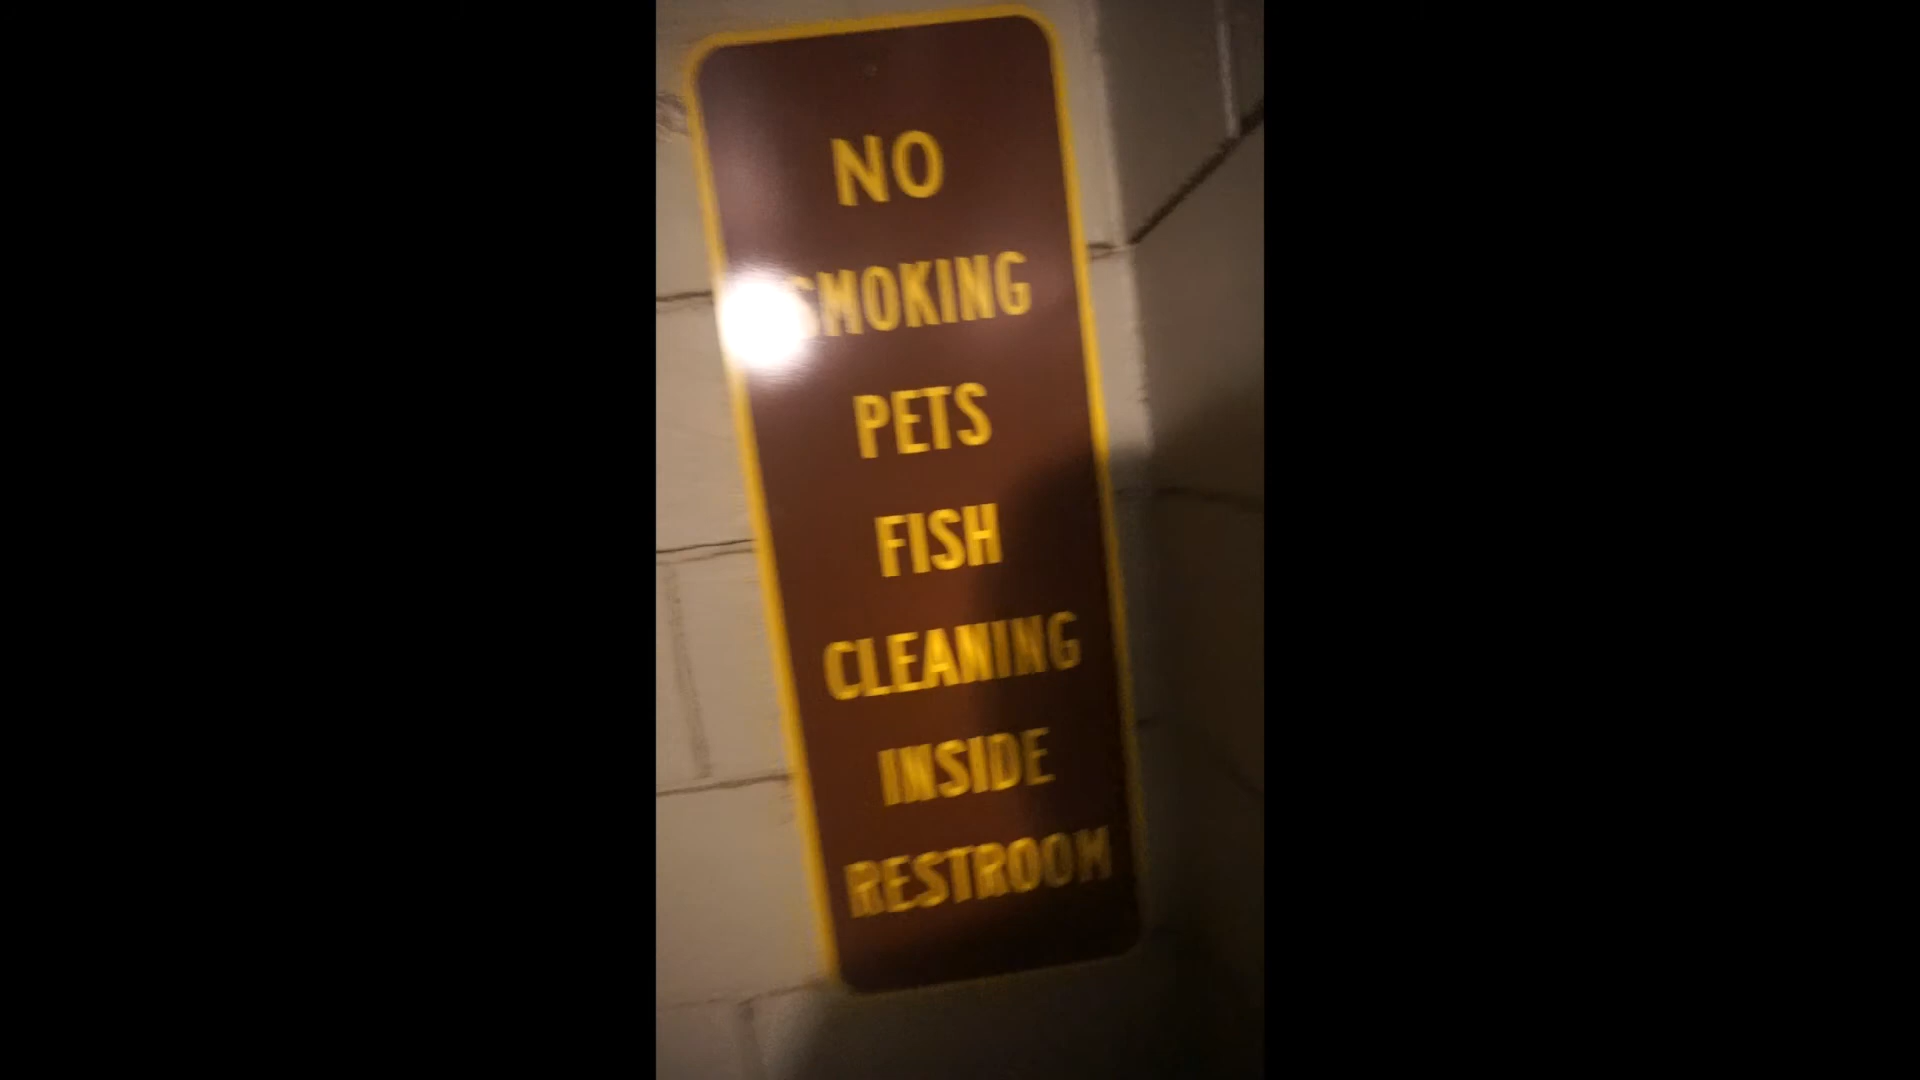 NO
SMOKING
PETS
FISH
CLEANING
INSIDE
RESTROOM